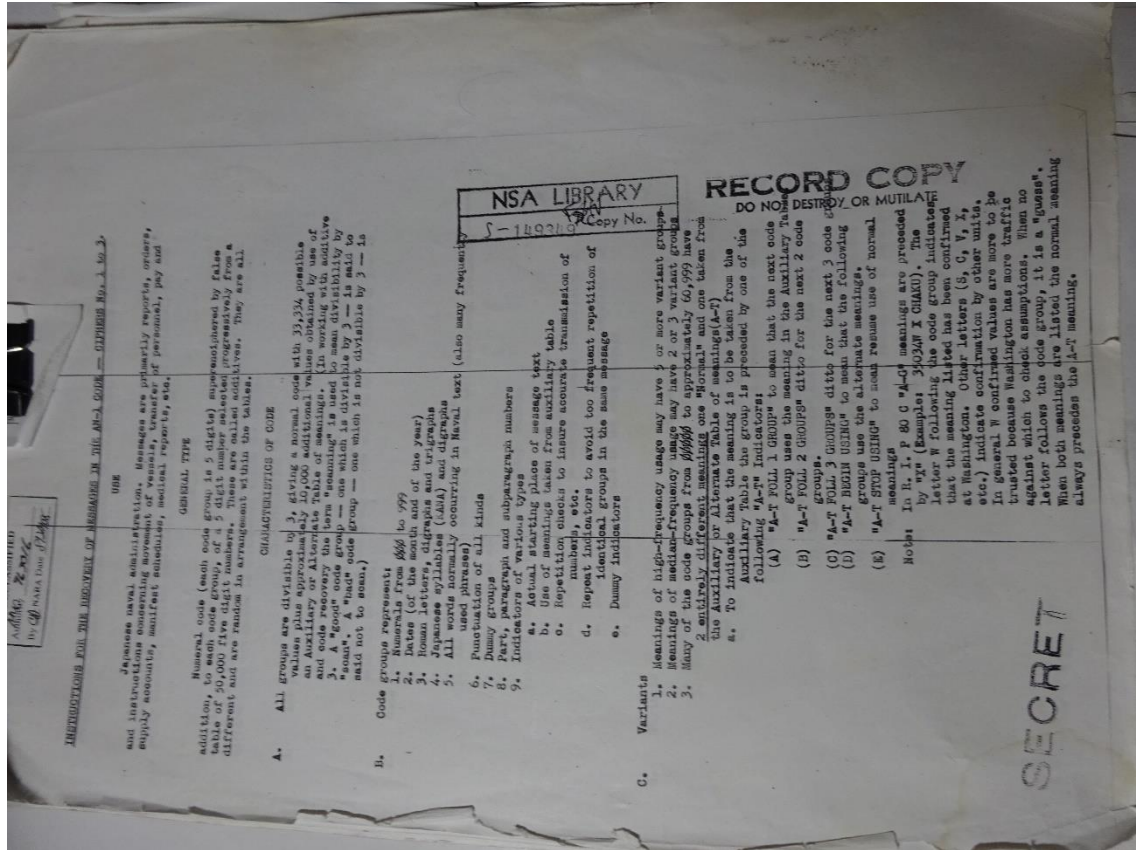 INSTRUCTIONS FOR THE RECOVERY OF MESSAGES IN THE AN-1 CODE - CIPHERS No. 1 to 3.
USE
Japanese naval administration. Messages are primarily reports, orders,
and instructions concerning movement of vessels, transfer of personnel, pay and
supply accounts, manifest schedules, medical reports, etc.
GENERAL TYPE
Numeral code (each code group is 5 digits) superenciphered by false
addition, to each code group, of a 5 digit number selected progressively from a
table of 50,000 five digit numbers. These are called additives. They are all
different and are random in arrangement within the tables.
CHARACTERISTICS OF CODE
A. All groups are divisible by 3, giving a normal code with 33,334 possible
values plus approximately 10,000 additional values obtained by use of
an Auxiliary or Alternate Table of meanings. (In working with additive
and code recovery the term "scanning" is used to mean divisibility by
3. A "good" code group — one which is divisible by 3 — is said to
"scan". A "bad" code group — one which is not divisible by 3 — is
said not to scan.)
B. Code groups represent:
1. Numerals from 000 to 999
2. Dates (of the month and of the year)
3. Roman letters, digraphs and trigraphs
4. Japanese syllables (KANA) and digraphs
5. All words normally occurring in Naval text (also many frequently
used phrases)
6. Punctuation of all kinds
7. Dummy groups
8. Part, paragraph and subparagraph numbers
9. Indicators of various types
a. Actual starting place of message text
b. Use of meanings taken from auxiliary table
c. Repetition checks to insure accurate transmission of
numbers, etc.
d. Repeat indicators to avoid too frequent repetition of
identical groups in the same message
e. Dummy indicators
C. Variants
1. Meanings of high-frequency usage may have 5 or more variant groups
2. Meanings of median-frequency usage may have 2 or 3 variant groups
3. Many of the code groups from 00000 to approximately 60,999 have
2 entirely different meanings one "Normal" and one taken from
the Auxiliary or Alternate Table of meanings (A-T)
a. To indicate that the meaning is to be taken from the
Auxiliary Table the group is preceded by one of the
following "A-T" Indicators:
(A) "A-T FOLL 1 GROUP" to mean that the next code
group uses the meaning in the Auxiliary Table
(B) "A-T FOLL 2 GROUPS" ditto for the next 2 code
groups.
(C) "A-T FOLL 3 GROUPS" ditto for the next 3 code groups
(D) "A-T BEGIN USING" to mean that the following
groups use the alternate meanings.
(E) "A-T STOP USING" to mean resume use of normal
meanings
Note: In R. I. P 80 C "A-G" meanings are preceded
by "X" (Example: 35034W X CHAKU). The
letter W following the code group indicates
that the meaning listed has been confirmed
at Washington. Other letters (S, C, V, X,
etc.) indicate confirmation by other units.
In general W confirmed values are more to be
trusted because Washington has more traffic
against which to check assumptions. When no
letter follows the code group, it is a "guess".
When both meanings are listed the normal meaning
always precedes the A-T meaning.
NSA LIBRARY
S-149349 Copy No.
RECORD COPY
DO NOT DESTROY OR MUTILATE
SECRET